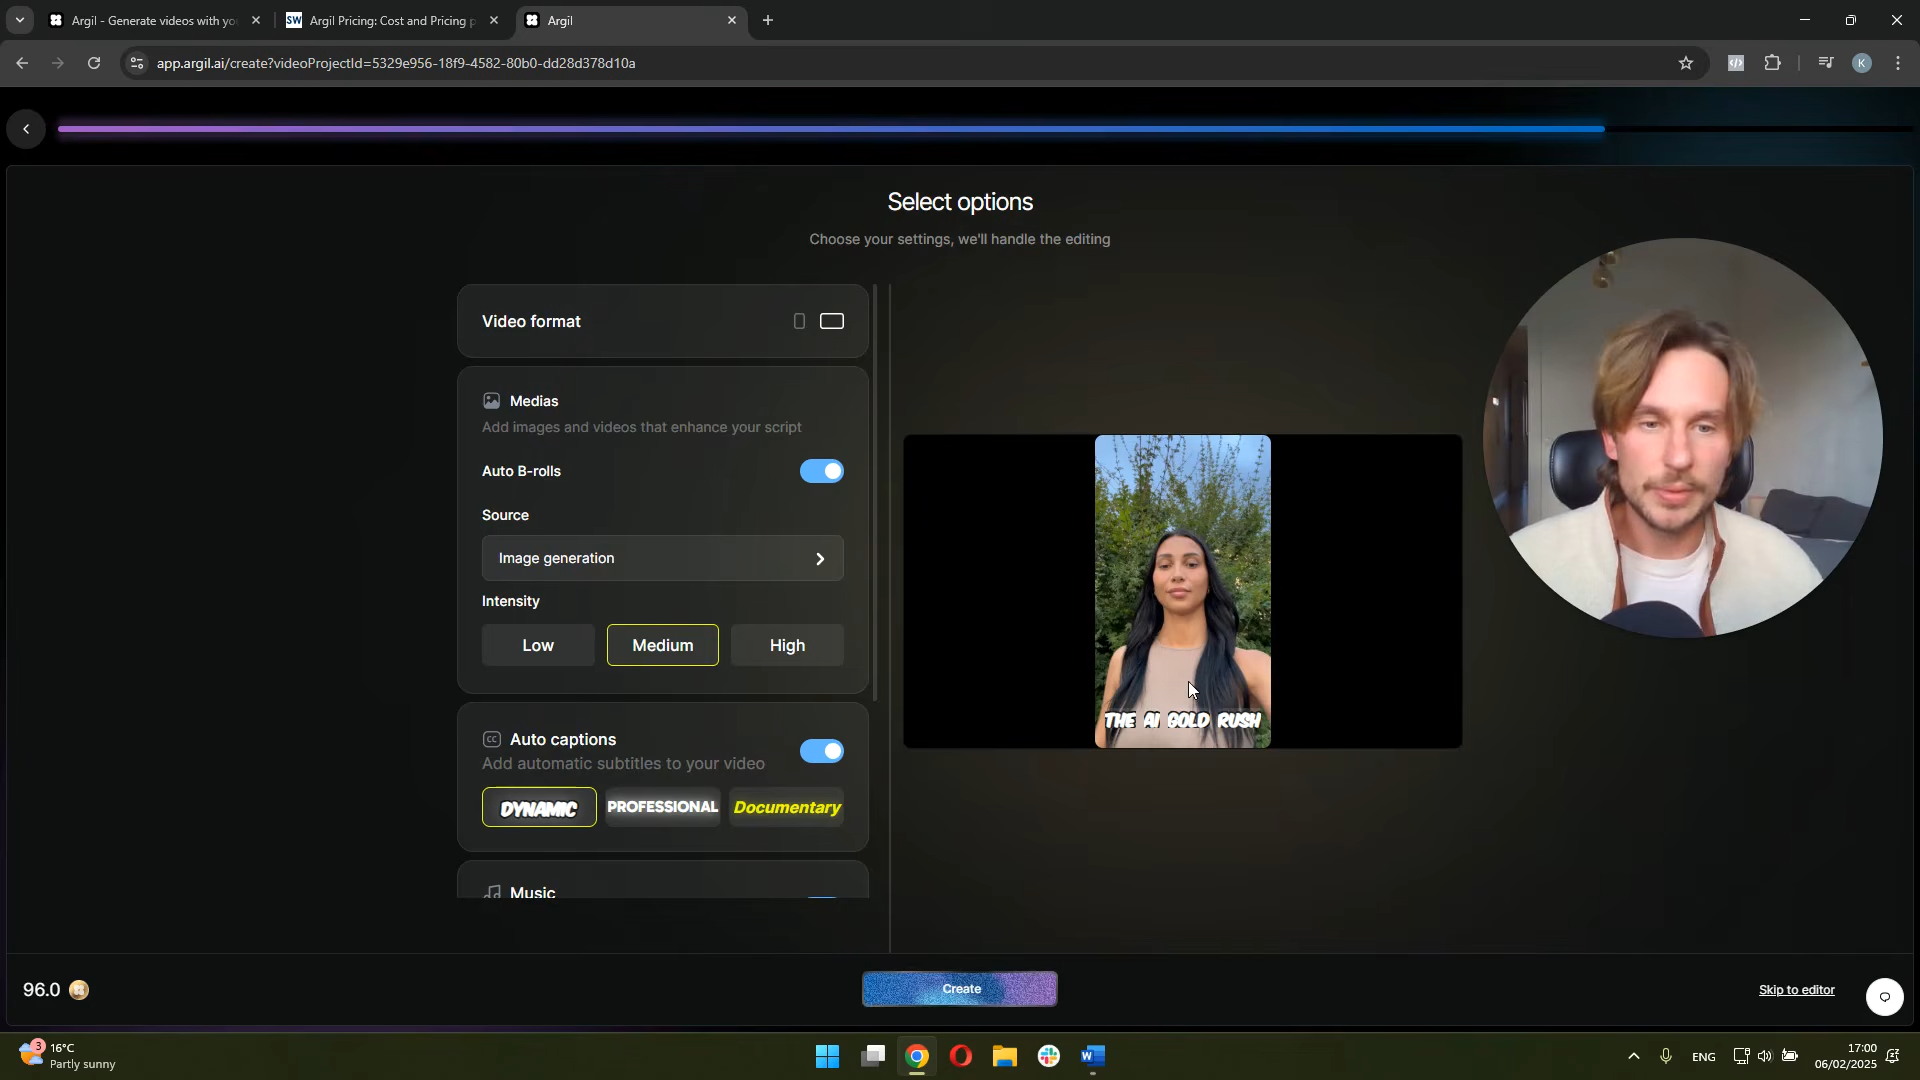 Argil - Generate videos with yo
Argil Pricing: Cost and Pricing p
Argil
app.argil.ai/create?videoProjectId=5329e956-18f9-4582-80b0-dd28d378d10a
K
Select options
Choose your settings, we'll handle the editing
Video format
Medias
Add images and videos that enhance your script
Auto B-rolls
Source
Image generation
Intensity
Low Medium High
THE AI GOLD RUSH
CC Auto captions
Add automatic subtitles to your video
DYNAMIC PROFESSIONAL Documentary
Music
96.0
Create
Skip to editor
3
16°C
Partly sunny
ENG
17:00
06/02/2025